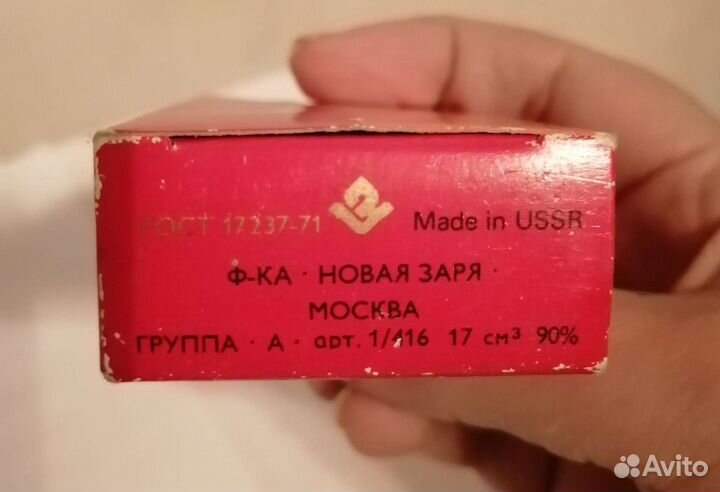 ГОСТ 17237-71 Made in USSR
Ф-КА · НОВАЯ ЗАРЯ ·
МОСКВА
ГРУППА · А · арт. 1/416 17 см³ 90%
Avito